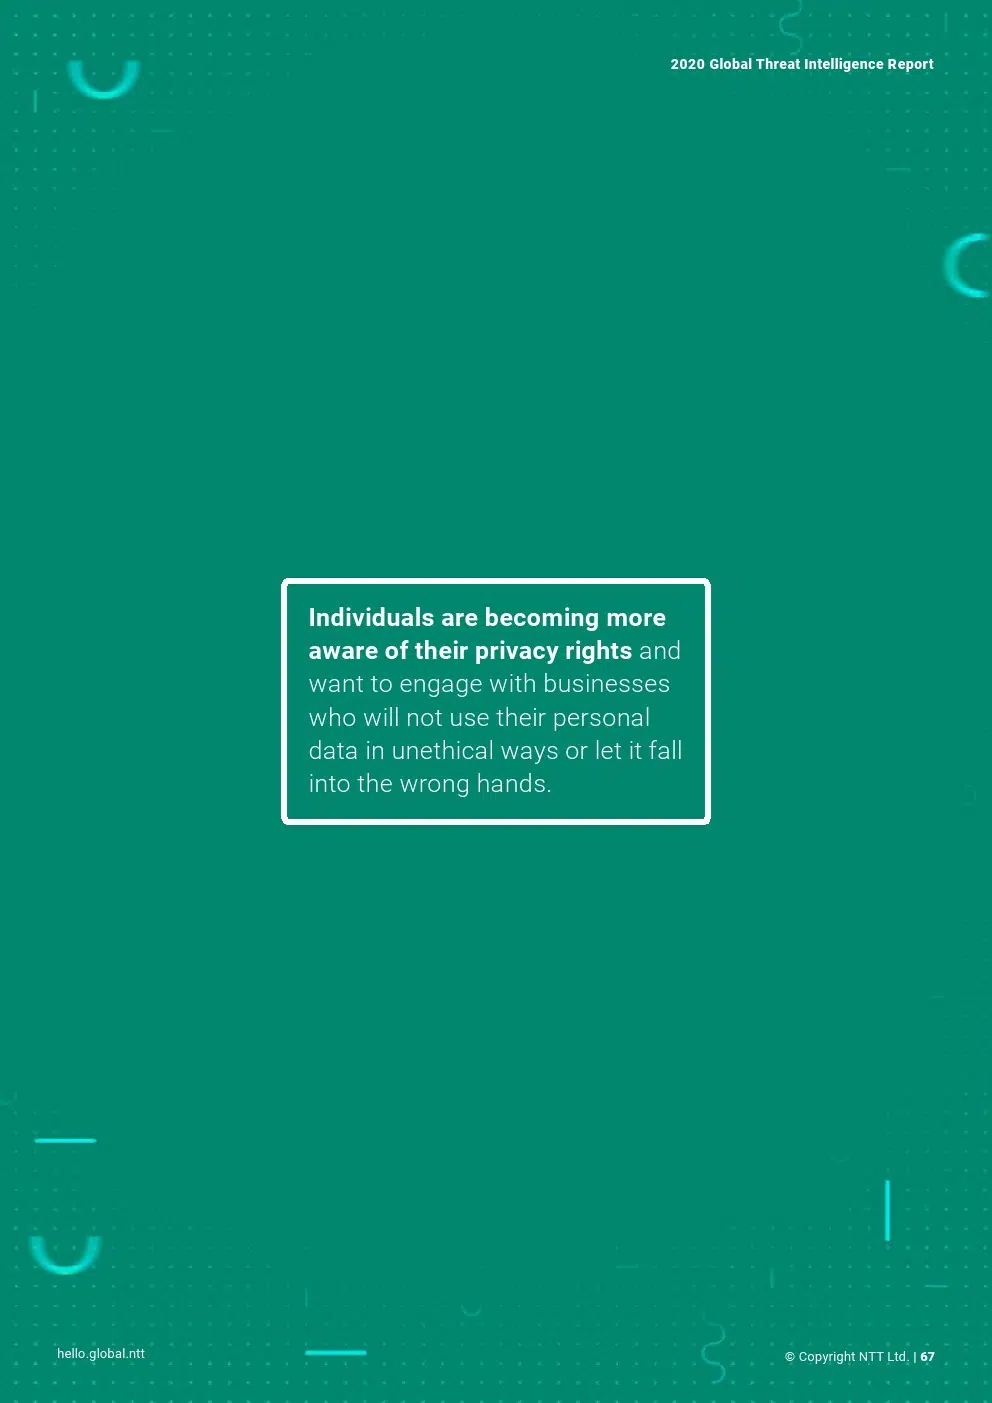 2020 Global Threat Intelligence Report
Individuals are becoming more
aware of their privacy rights and
want to engage with businesses
who will not use their personal
data in unethical ways or let it fall
into the wrong hands.
hello.global.ntt
© Copyright NTT Ltd. | 67